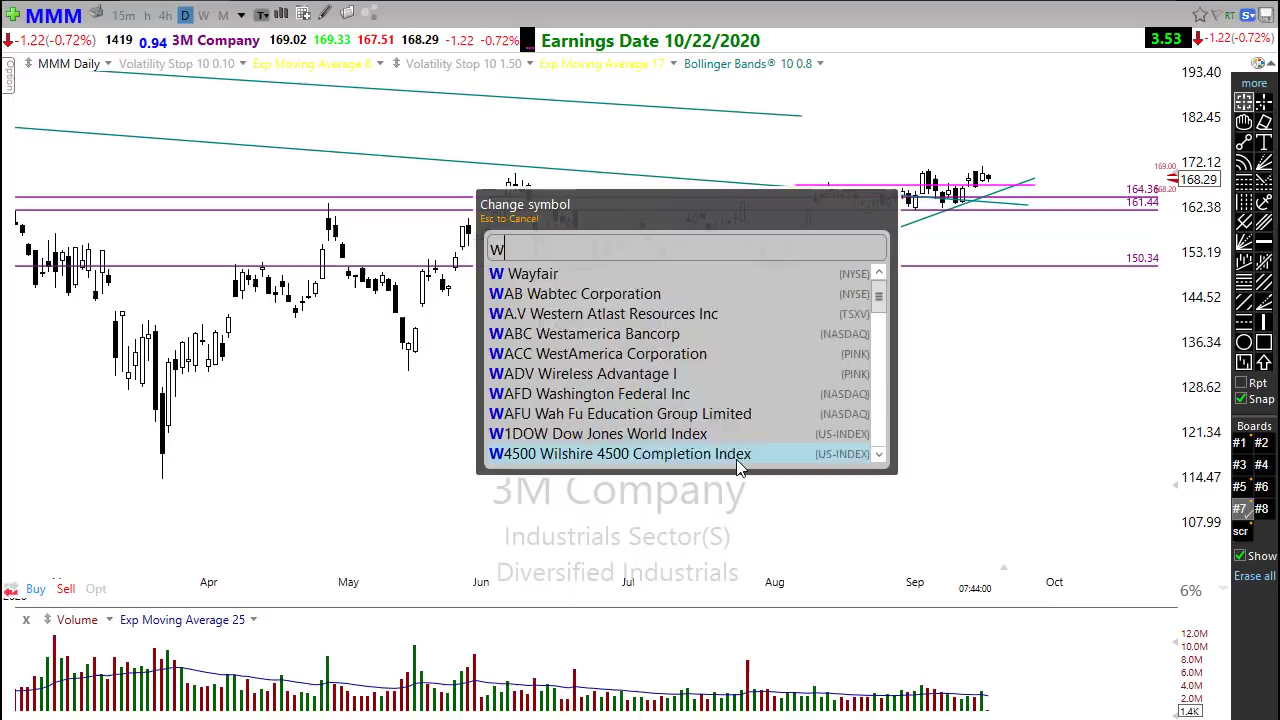 MMM 15m h 4h D W M T RT S
-1.22(-0.72%) 1419 0.94 3M Company 169.02 169.33 167.51 168.29 -1.22 -0.72% Earnings Date 10/22/2020 3.53 -1.22(-0.72%)
Option
MMM Daily Volatility Stop 10 0.10 Exp Moving Average 8 Volatility Stop 10 1.50 Exp Moving Average 17 Bollinger Bands® 10 0.8
193.40
more
182.45
172.12
169.00
168.29
168.20
164.36
161.44
162.38
153.19
150.34
144.52
136.34
128.62
121.34
114.47
107.99
Change symbol
Esc to Cancel
W
W Wayfair (NYSE)
WAB Wabtec Corporation (NYSE)
WA.V Western Atlast Resources Inc (TSXV)
WABC Westamerica Bancorp (NASDAQ)
WACC WestAmerica Corporation (PINK)
WADV Wireless Advantage I (PINK)
WAFD Washington Federal Inc (NASDAQ)
WAFU Wah Fu Education Group Limited (NASDAQ)
W1DOW Dow Jones World Index (US-INDEX)
W4500 Wilshire 4500 Completion Index (US-INDEX)
3M Company
Industrials Sector(S)
Diversified Industrials
Rpt
Snap
Boards
#1 #2
#3 #4
#5 #6
#7 #8
scr
Show
Erase all
Apr May Jun Jul Aug Sep Oct
07:44:00
Buy Sell Opt
6%
x Volume Exp Moving Average 25
12.0M
10.0M
8.0M
6.0M
4.0M
2.0M
1.4K